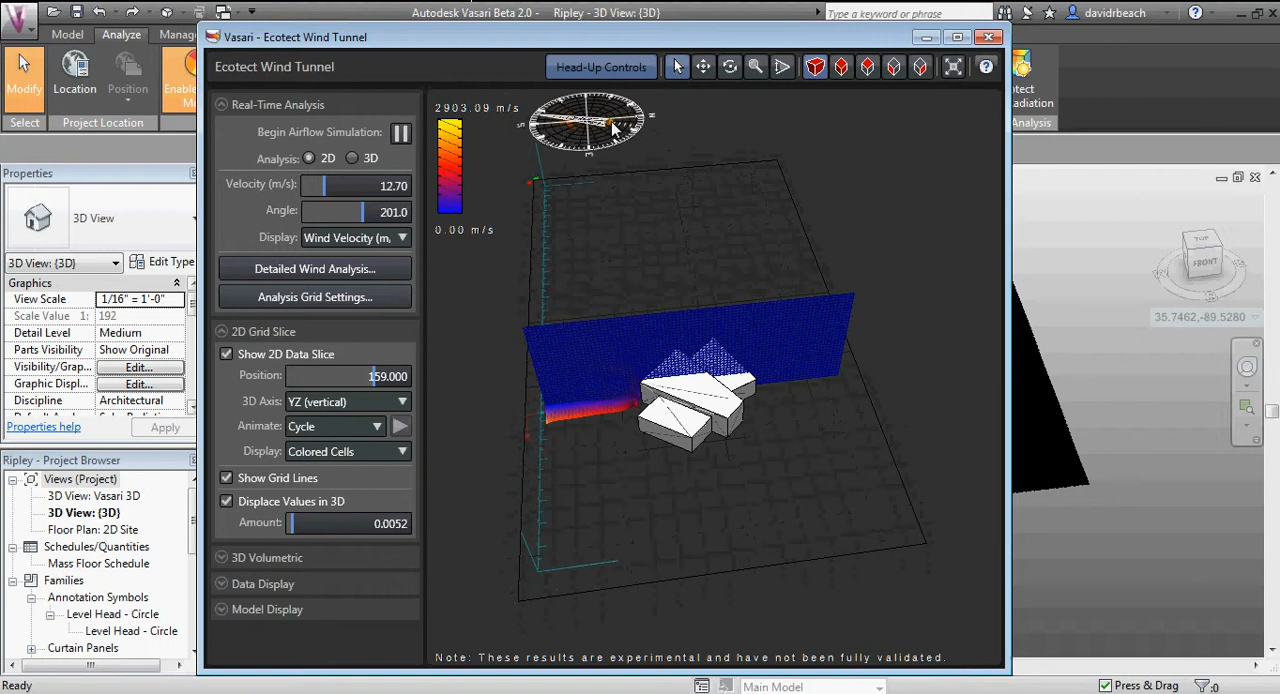 Autodesk Vasari Beta 2.0 - Ripley - 3D View: {3D}
Type a keyword or phrase
davidrbeach
Model
Analyze
Manag
Modify
Location
Position
Enable
M
Select
Project Location
tect
Radiation
Analysis
Vasari - Ecotect Wind Tunnel
Ecotect Wind Tunnel
Head-Up Controls
Real-Time Analysis
Begin Airflow Simulation:
Analysis: 2D 3D
Velocity (m/s): 12.70
Angle: 201.0
Display: Wind Velocity (m,
Detailed Wind Analysis...
Analysis Grid Settings...
2D Grid Slice
Show 2D Data Slice
Position: 159.000
3D Axis: YZ (vertical)
Animate: Cycle
Display: Colored Cells
Show Grid Lines
Displace Values in 3D
Amount: 0.0052
3D Volumetric
Data Display
Model Display
2903.09 m/s
0.00 m/s
N
S
E
Note: These results are experimental and have not been fully validated.
Properties
3D View
3D View: {3D}
Edit Type
Graphics
View Scale 1/16" = 1'-0"
Scale Value 1: 192
Detail Level Medium
Parts Visibility Show Original
Visibility/Grap... Edit...
Graphic Displ... Edit...
Discipline Architectural
Properties help
Apply
Ripley - Project Browser
Views (Project)
3D View: Vasari 3D
3D View: {3D}
Floor Plan: 2D Site
Schedules/Quantities
Mass Floor Schedule
Families
Annotation Symbols
Level Head - Circle
Level Head - Circle
Curtain Panels
TOP
FRONT
35.7462,-89.5280
Ready
Main Model
Press & Drag
:0